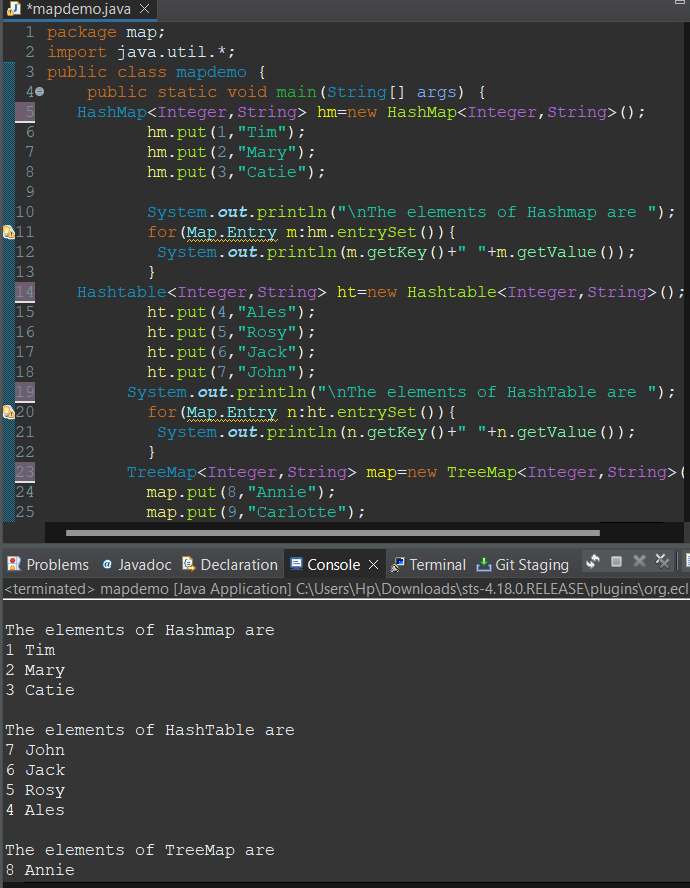 *mapdemo.java
1 package map;
2 import java.util.*;
3 public class mapdemo {
4 public static void main(String[] args) {
5 HashMap<Integer,String> hm=new HashMap<Integer,String>();
6 hm.put(1,"Tim");
7 hm.put(2,"Mary");
8 hm.put(3,"Catie");
9
10 System.out.println("\nThe elements of Hashmap are ");
11 for(Map.Entry m:hm.entrySet()){
12 System.out.println(m.getKey()+" "+m.getValue());
13 }
14 Hashtable<Integer,String> ht=new Hashtable<Integer,String>();
15 ht.put(4,"Ales");
16 ht.put(5,"Rosy");
17 ht.put(6,"Jack");
18 ht.put(7,"John");
19 System.out.println("\nThe elements of HashTable are ");
20 for(Map.Entry n:ht.entrySet()){
21 System.out.println(n.getKey()+" "+n.getValue());
22 }
23 TreeMap<Integer,String> map=new TreeMap<Integer,String>(
24 map.put(8,"Annie");
25 map.put(9,"Carlotte");
Problems @ Javadoc Declaration Console Terminal Git Staging
<terminated> mapdemo [Java Application] C:\Users\Hp\Downloads\sts-4.18.0.RELEASE\plugins\org.ecl
The elements of Hashmap are
1 Tim
2 Mary
3 Catie
The elements of HashTable are
7 John
6 Jack
5 Rosy
4 Ales
The elements of TreeMap are
8 Annie